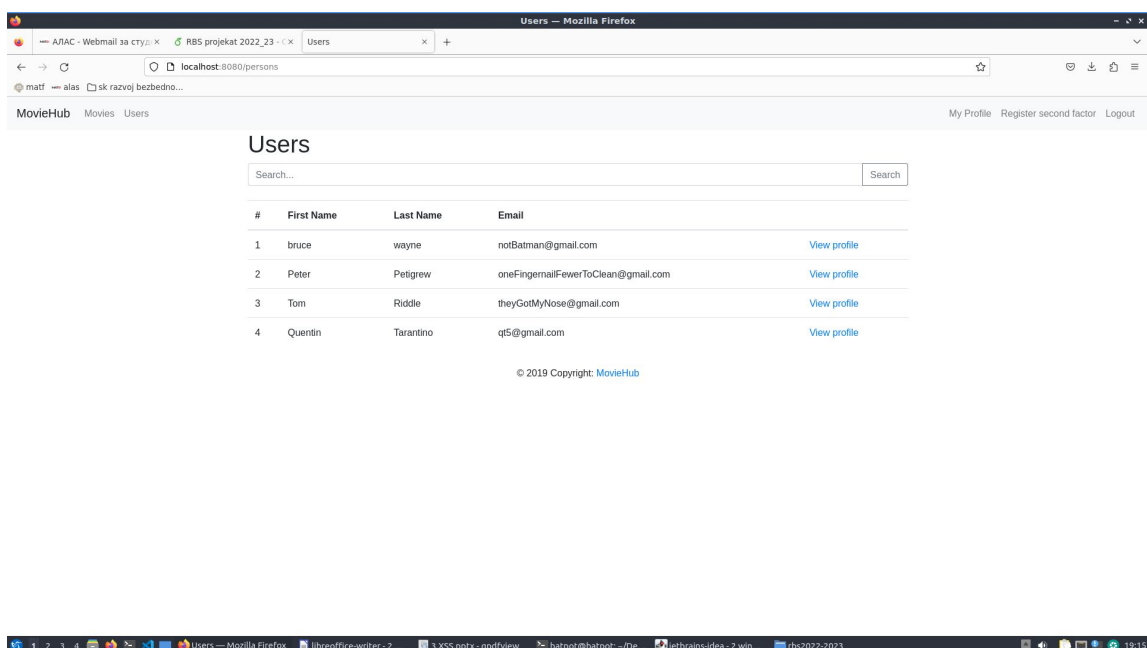 Users — Mozilla Firefox
АЛАС - Webmail за студ
RBS projekat 2022_23 - 
Users
localhost:8080/persons
matf alas sk razvoj bezbedno...
MovieHub Movies Users My Profile Register second factor Logout
Users
Search... Search
# First Name Last Name Email
1 bruce wayne notBatman@gmail.com View profile
2 Peter Petigrew oneFingernailFewerToClean@gmail.com View profile
3 Tom Riddle theyGotMyNose@gmail.com View profile
4 Quentin Tarantino qt5@gmail.com View profile
© 2019 Copyright: MovieHub
1 2 3 4 Users — Mozilla Firefox libreoffice-writer - 2 3 XSS.pptx - qpdfview batpot@batpot: ~/De... jetbrains-idea - 2 win... rbs2022-2023 19:15